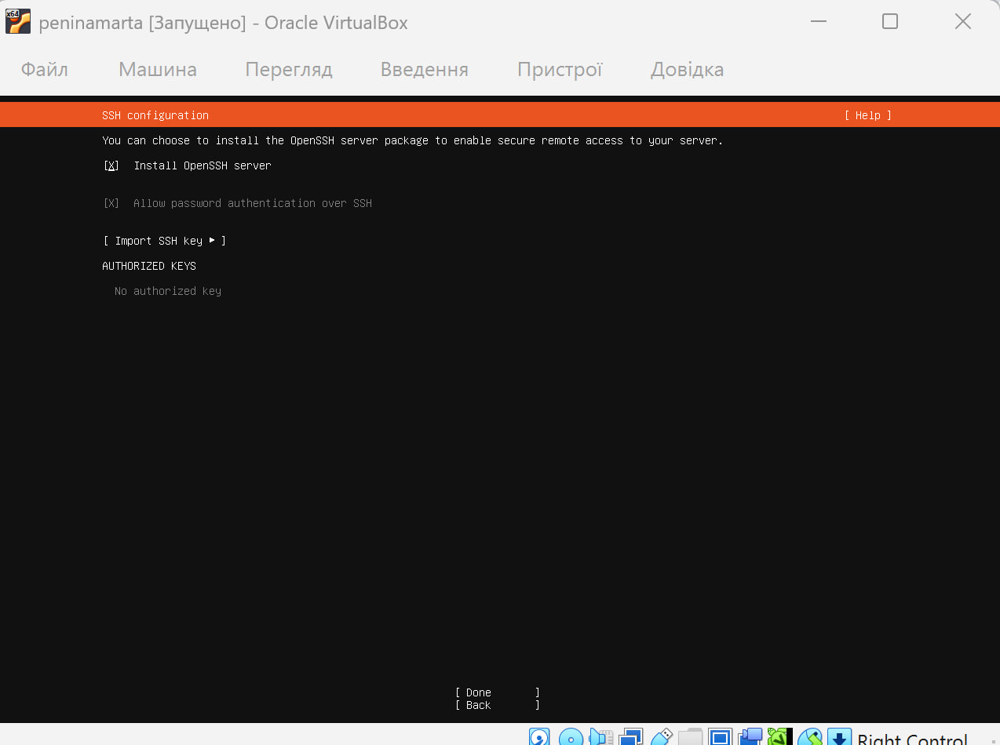 x64 peninamarta [Запущено] - Oracle VirtualBox
Файл Машина Перегляд Введення Пристрої Довідка
SSH configuration [ Help ]
You can choose to install the OpenSSH server package to enable secure remote access to your server.
[X] Install OpenSSH server
[X] Allow password authentication over SSH
[ Import SSH key ▸ ]
AUTHORIZED KEYS
No authorized key
[ Done ]
[ Back ]
Right Control